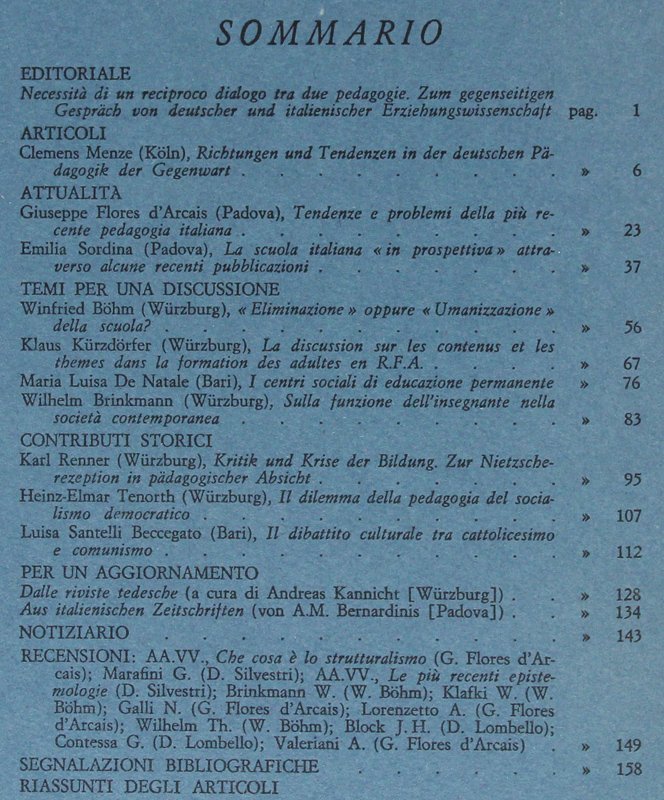 SOMMARIO
EDITORIALE
Necessità di un reciproco dialogo tra due pedagogie. Zum gegenseitigen
Gespräch von deutscher und italienischer Erziehungswissenschaft pag. 1
ARTICOLI
Clemens Menze (Köln), Richtungen und Tendenzen in der deutschen Pä-
dagogik der Gegenwart . . . . . . . . . » 6
ATTUALITA
Giuseppe Flores d'Arcais (Padova), Tendenze e problemi della più re-
cente pedagogia italiana . . . . . . . . . » 23
Emilia Sordina (Padova), La scuola italiana « in prospettiva » attra-
verso alcune recenti pubblicazioni . . . . . . . » 37
TEMI PER UNA DISCUSSIONE
Winfried Böhm (Würzburg), « Eliminazione » oppure « Umanizzazione »
della scuola? . . . . . . . . . . . » 56
Klaus Kürzdörfer (Würzburg), La discussion sur les contenus et les
themes dans la formation des adultes en R.F.A. . . . . » 67
Maria Luisa De Natale (Bari), I centri sociali di educazione permanente » 76
Wilhelm Brinkmann (Würzburg), Sulla funzione dell'insegnante nella
società contemporanea . . . . . . . . . » 83
CONTRIBUTI STORICI
Karl Renner (Würzburg), Kritik und Krise der Bildung. Zur Nietzsche-
rezeption in pädagogischer Absicht . . . . . . . » 95
Heinz-Elmar Tenorth (Würzburg), Il dilemma della pedagogia del socia-
lismo democratico . . . . . . . . . . » 107
Luisa Santelli Beccegato (Bari), Il dibattito culturale tra cattolicesimo
e comunismo . . . . . . . . . . . » 112
PER UN AGGIORNAMENTO
Dalle riviste tedesche (a cura di Andreas Kannicht [Würzburg]) . . » 128
Aus italienischen Zeitschriften (von A.M. Bernardinis [Padova]) . . » 134
NOTIZIARIO . . . . . . . . . . . » 143
RECENSIONI: AA.VV., Che cosa è lo strutturalismo (G. Flores d'Ar-
cais); Marafini G. (D. Silvestri); AA.VV., Le più recenti episte-
mologie (D. Silvestri); Brinkmann W. (W. Böhm); Klafki W. (W.
Böhm); Galli N. (G. Flores d'Arcais); Lorenzetto A. (G. Flores
d'Arcais); Wilhelm Th. (W. Böhm); Block J. H. (D. Lombello);
Contessa G. (D. Lombello); Valeriani A. (G. Flores d'Arcais) . » 149
SEGNALAZIONI BIBLIOGRAFICHE . . . . . . » 158
RIASSUNTI DEGLI ARTICOLI